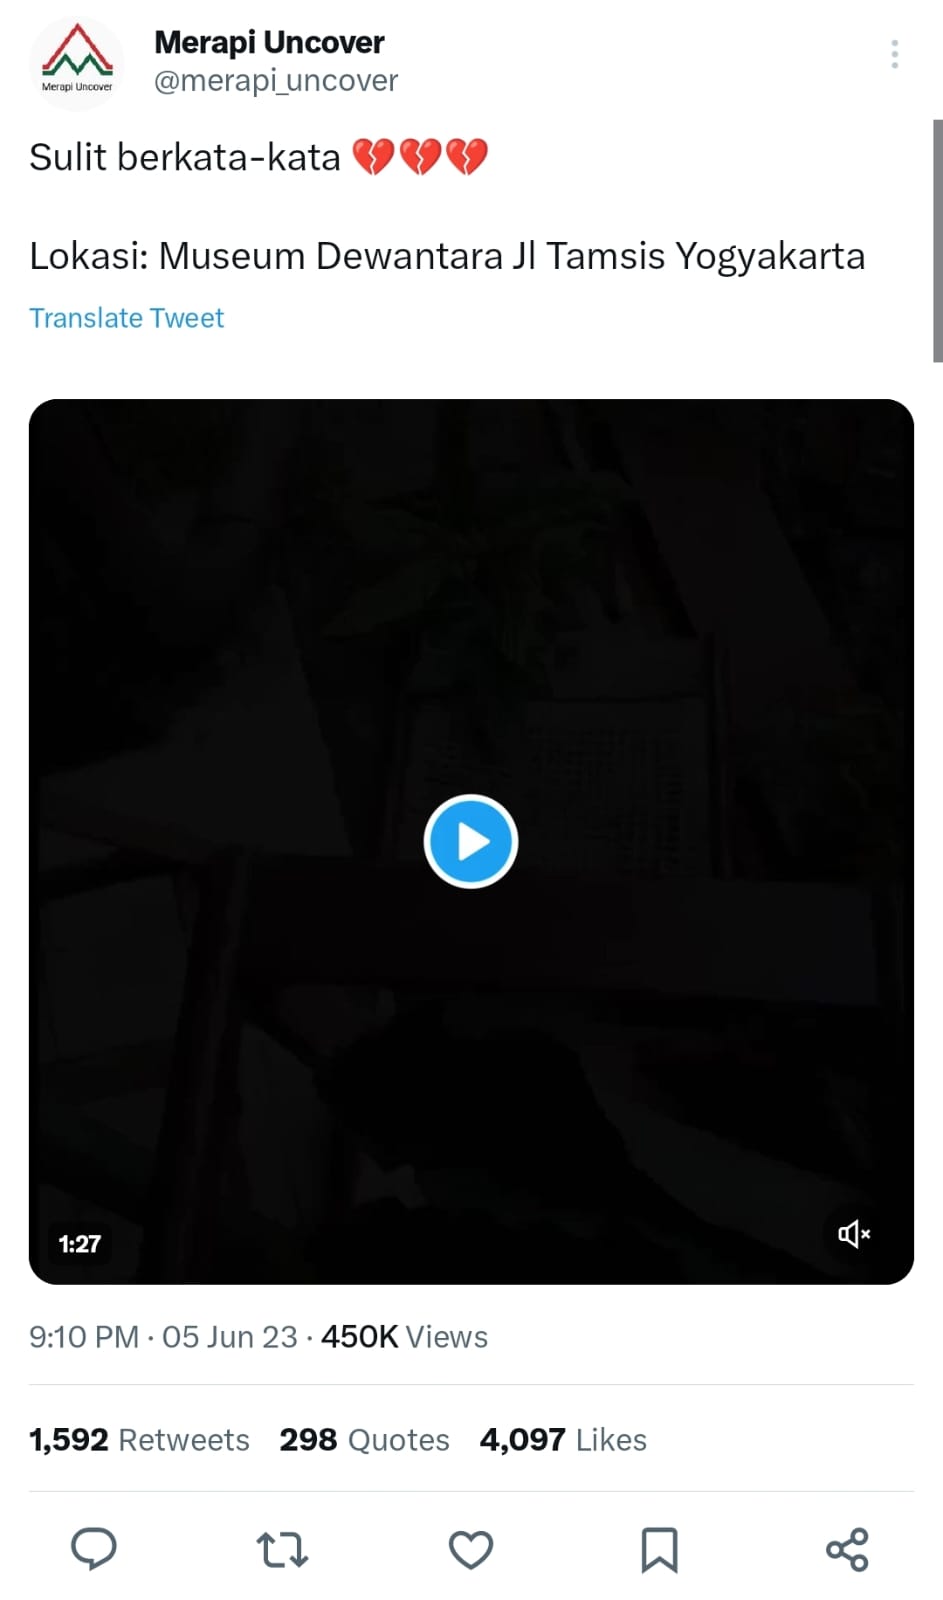 Merapi Uncover
Merapi Uncover
@merapi_uncover
Sulit berkata-kata 💔💔💔
Lokasi: Museum Dewantara Jl Tamsis Yogyakarta
Translate Tweet
1:27
9:10 PM · 05 Jun 23 · 450K Views
1,592 Retweets 298 Quotes 4,097 Likes